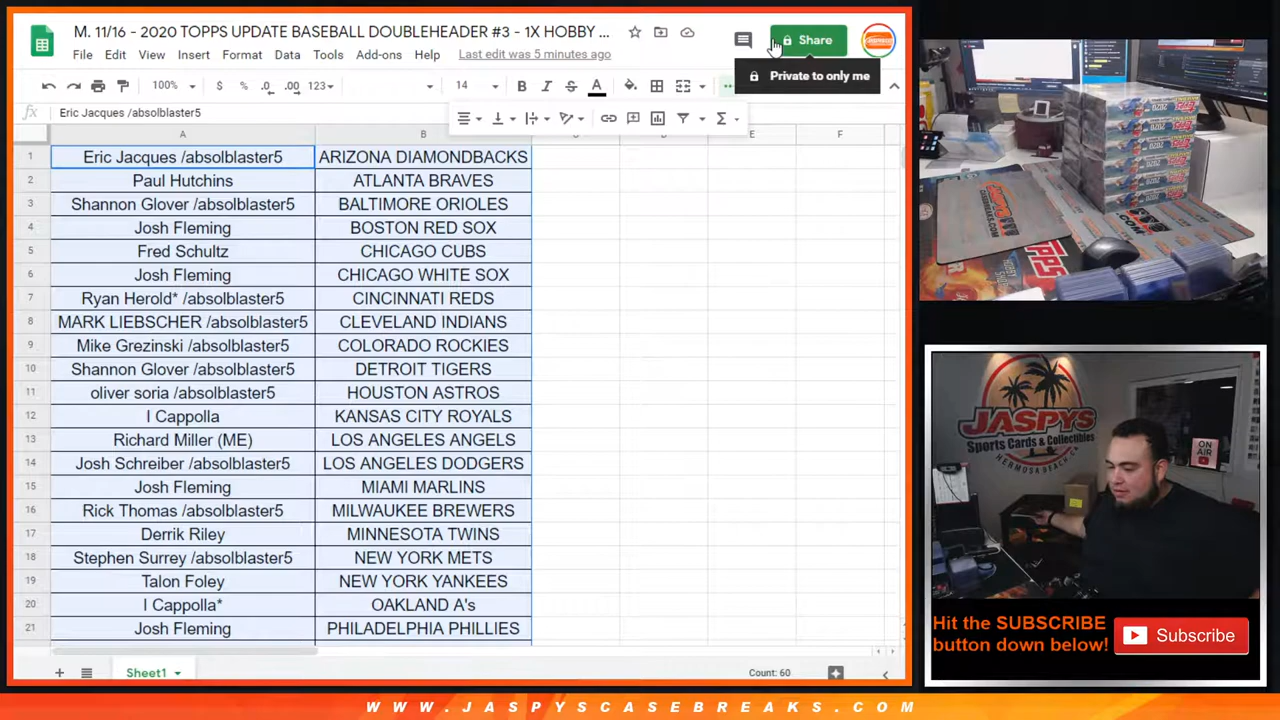 M. 11/16 - 2020 TOPPS UPDATE BASEBALL DOUBLEHEADER #3 - 1X HOBBY ...
Share
File Edit View Insert Format Data Tools Add-ons Help Last edit was 5 minutes ago
Private to only me
100% $ % .0 .00 123 14 B I S A
fx Eric Jacques /absolblaster5
A B E F
1 Eric Jacques /absolblaster5 ARIZONA DIAMONDBACKS
2 Paul Hutchins ATLANTA BRAVES
3 Shannon Glover /absolblaster5 BALTIMORE ORIOLES
4 Josh Fleming BOSTON RED SOX
5 Fred Schultz CHICAGO CUBS
6 Josh Fleming CHICAGO WHITE SOX
7 Ryan Herold* /absolblaster5 CINCINNATI REDS
8 MARK LIEBSCHER /absolblaster5 CLEVELAND INDIANS
9 Mike Grezinski /absolblaster5 COLORADO ROCKIES
10 Shannon Glover /absolblaster5 DETROIT TIGERS
11 oliver soria /absolblaster5 HOUSTON ASTROS
12 I Cappolla KANSAS CITY ROYALS
13 Richard Miller (ME) LOS ANGELES ANGELS
14 Josh Schreiber /absolblaster5 LOS ANGELES DODGERS
15 Josh Fleming MIAMI MARLINS
16 Rick Thomas /absolblaster5 MILWAUKEE BREWERS
17 Derrik Riley MINNESOTA TWINS
18 Stephen Surrey /absolblaster5 NEW YORK METS
19 Talon Foley NEW YORK YANKEES
20 I Cappolla* OAKLAND A's
21 Josh Fleming PHILADELPHIA PHILLIES
Sheet1
Count: 60
2020
TOPPS
JASPYS
Sports Cards & Collectibles
HERMOSA BEACH CA
ON AIR
Hit the SUBSCRIBE
button down below!
Subscribe
WWW.JASPYSCASEBREAKS.COM